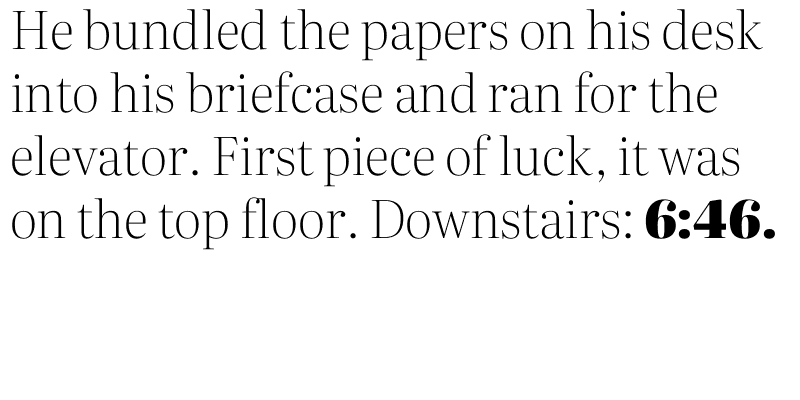 He bundled the papers on his desk
into his briefcase and ran for the
elevator. First piece of luck, it was
on the top floor. Downstairs: 6:46.